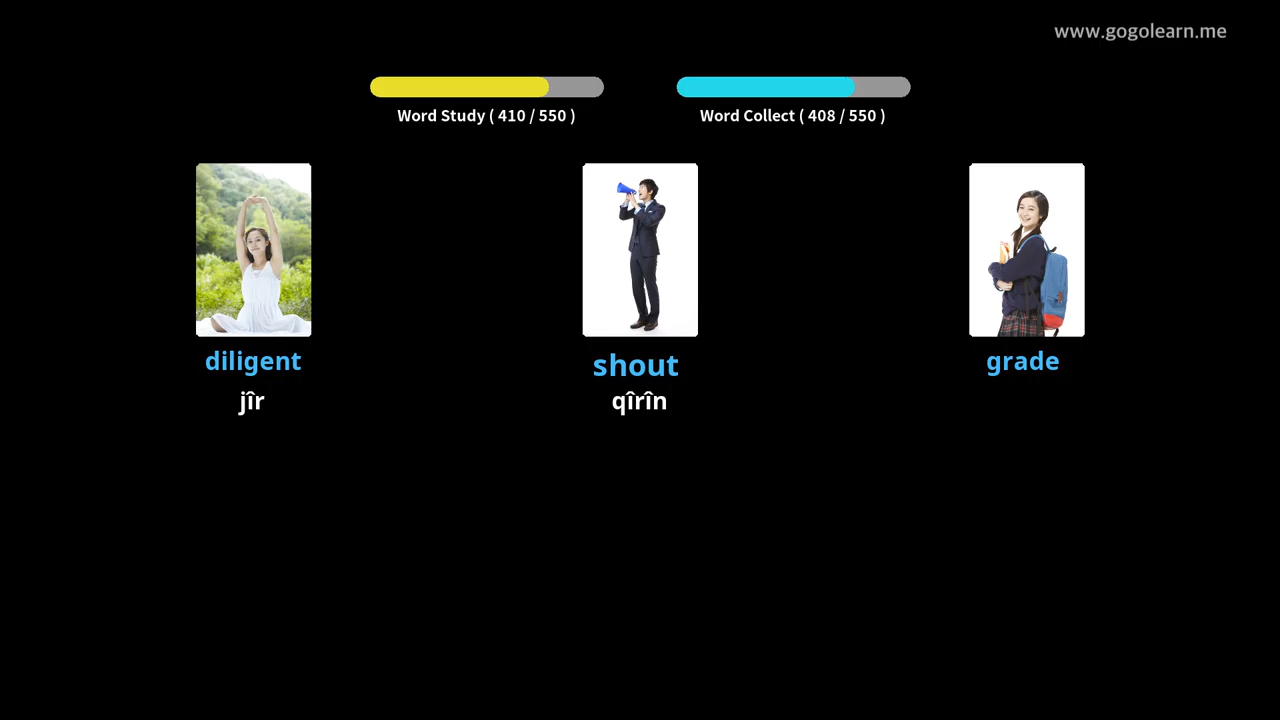 www.gogolearn.me
Word Study ( 410 / 550 )
Word Collect ( 408 / 550 )
diligent
shout
grade
jîr
qîrîn